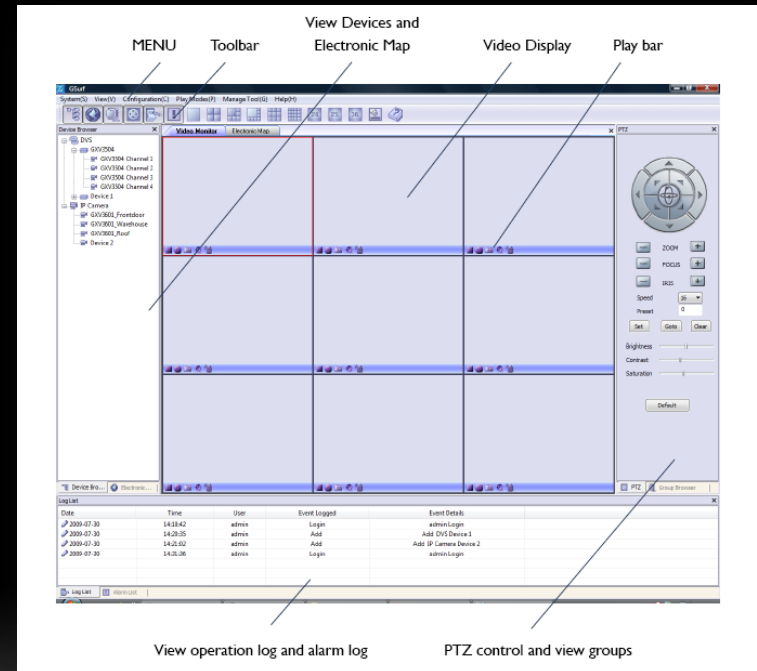 View Devices and
MENU Toolbar Electronic Map Video Display Play bar
GSurf
System(S) View(V) Configuration(C) Play Modes(P) Manage Tool(G) Help(H)
Device Browser Video Monitor Electronic Map PTZ
DVS
GXV3504
GXV3504 Channel 1
GXV3504 Channel 2
GXV3504 Channel 3
GXV3504 Channel 4
Device 1
IP Camera
GXV3601_Frontdoor
GXV3601_Warehouse
GXV3601_Roof
Device 2
ZOOM
FOCUS
IRIS
Speed 16
Preset 0
Set Goto Clear
Brightness
Contrast
Saturation
Default
Device Bro... Electronic... PTZ Group Browser
Log List
Date Time User Event Logged Event Details
2009-07-30 14:18:42 admin Login admin Login
2009-07-30 admin Add Add DVS Device 1
2009-07-30 14:21:02 admin Add Add IP Camera Device 2
2009-07-30 admin Login admin Login
Log List Alarm List
View operation log and alarm log PTZ control and view groups